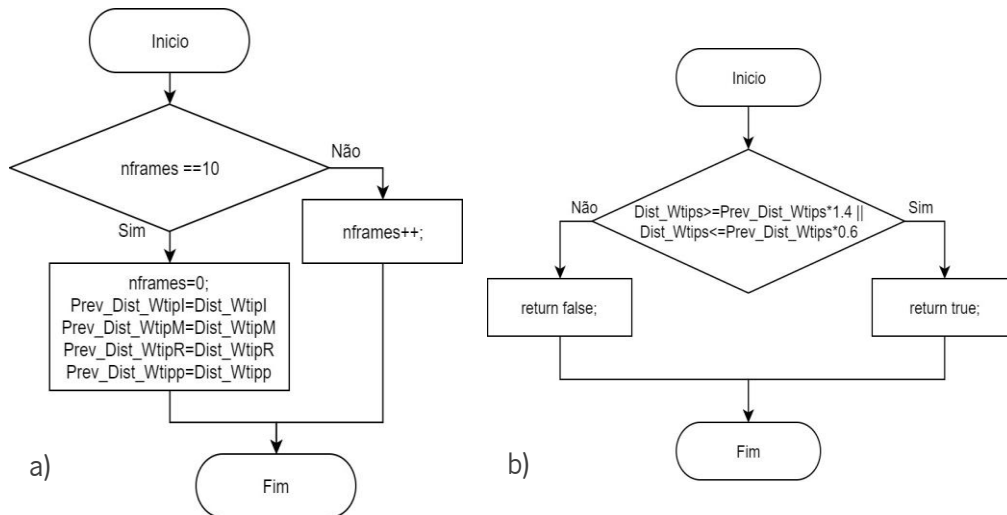 Inicio
nframes ==10
Não
Sim
nframes++;
nframes=0;
Prev_Dist_WtipI=Dist_WtipI
Prev_Dist_WtipM=Dist_WtipM
Prev_Dist_WtipR=Dist_WtipR
Prev_Dist_Wtipp=Dist_Wtipp
Fim
a)
Inicio
Dist_Wtips>=Prev_Dist_Wtips*1.4 ||
Dist_Wtips<=Prev_Dist_Wtips*0.6
Não
Sim
return false;
return true;
Fim
b)